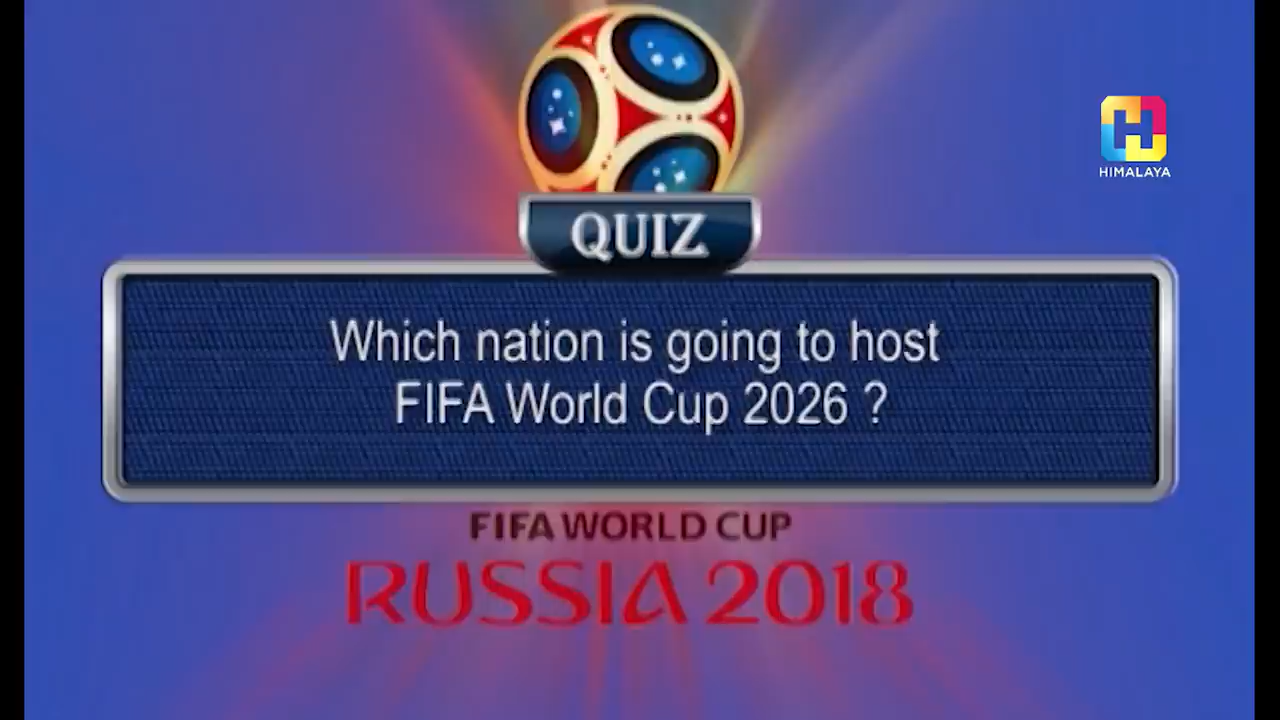 HIMALAYA
QUIZ
Which nation is going to host
FIFA World Cup 2026 ?
FIFA WORLD CUP
RUSSIA 2018